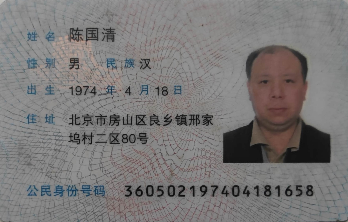 姓名 陈国清
性别 男 民族 汉
出生 1974 年 4 月 18 日
住址 北京市房山区良乡镇邢家
坞村二区80号
公民身份号码 360502197404181658